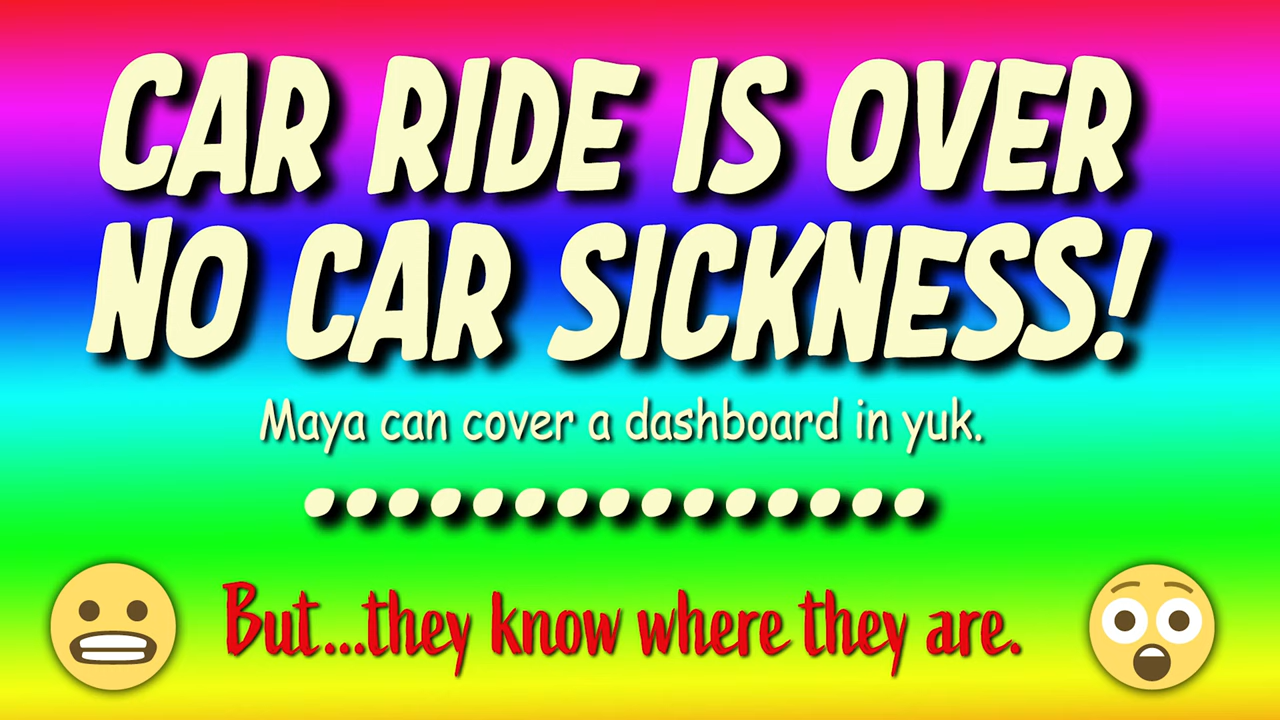 CAR RIDE IS OVER
NO CAR SICKNESS!
Maya can cover a dashboard in yuk.
•••••••••••••••
But...they know where they are.